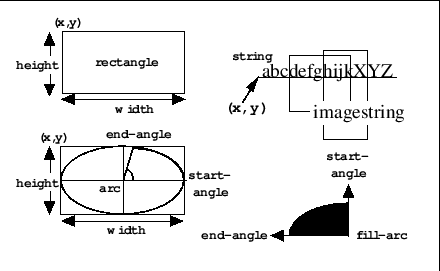 (x,y)
height
rectangle
width
string
abcdefghijkXYZ
(x,y)
imagestring
(x,y)
end-angle
height
arc
start-
angle
width
start-
angle
end-angle
fill-arc